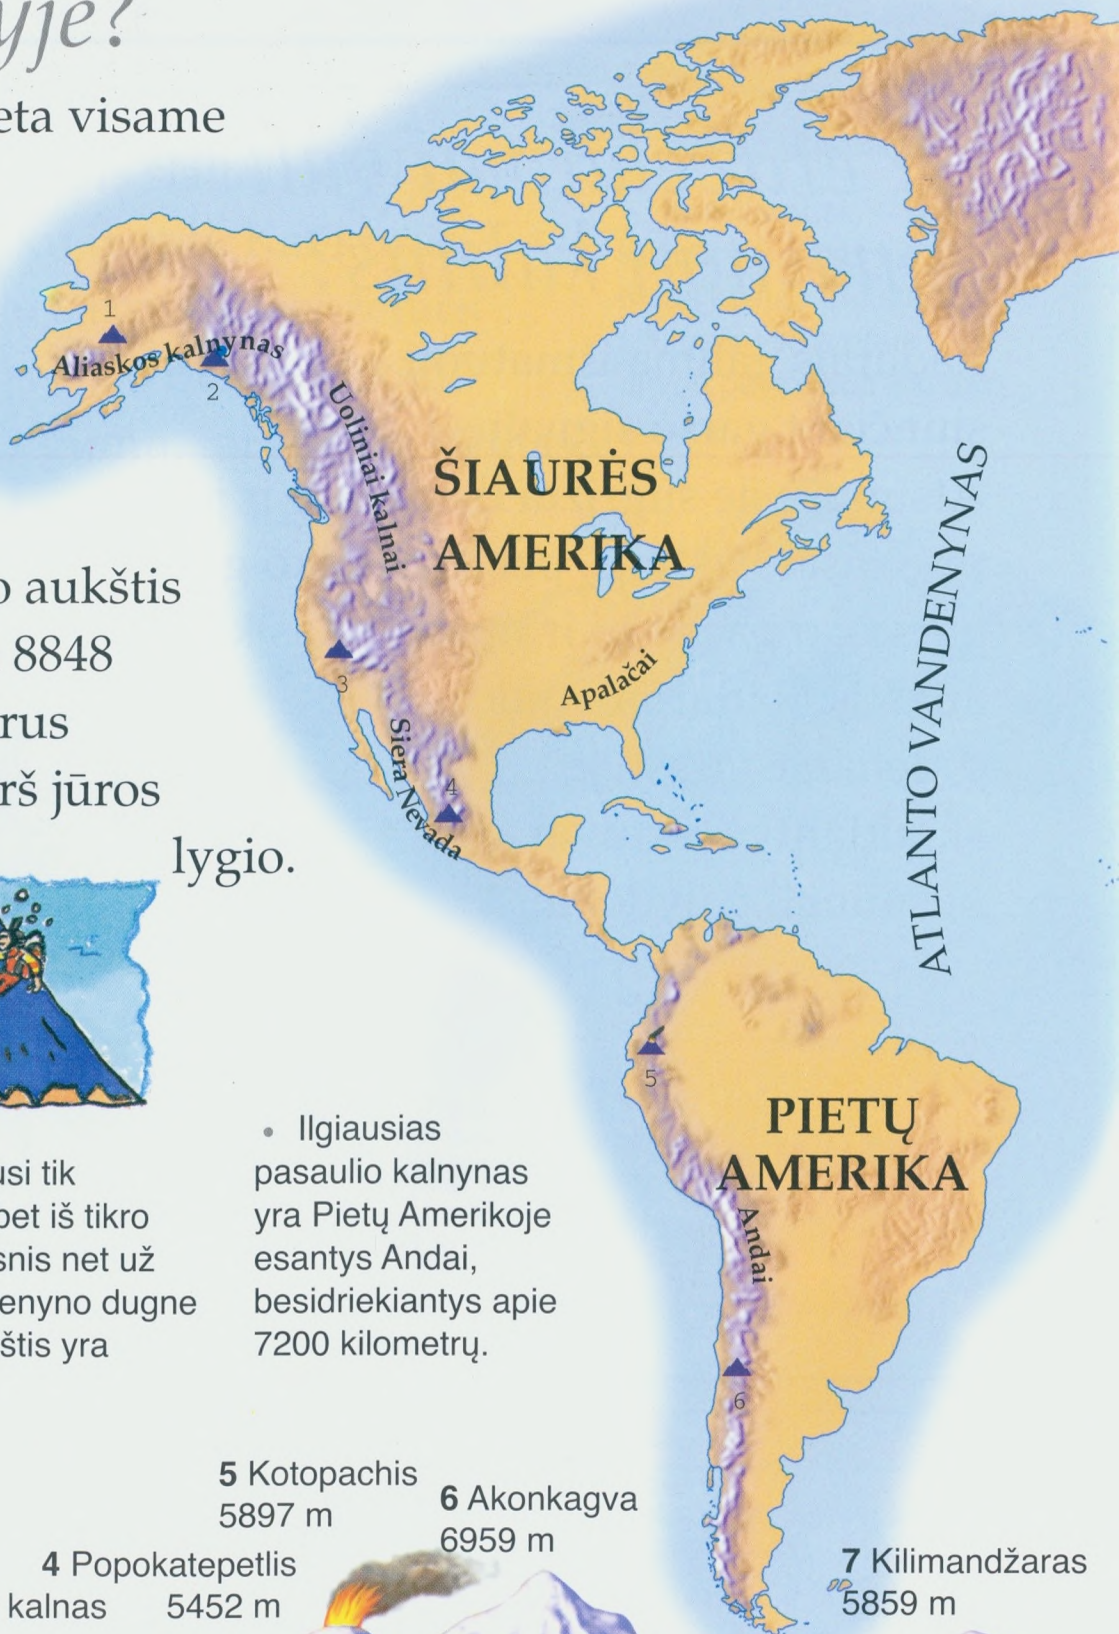 yje?
eta visame
1
Aliaskos kalnynas
2
Uoliniai kalnai
ŠIAURĖS
AMERIKA
ATLANTO VANDENYNAS
o aukštis
8848
rus
rš jūros
lygio.
3
Apalačai
Siera Nevada
4
5
PIETŲ
AMERIKA
Andai
6
usi tik
bet iš tikro
snis net už
enyno dugne
štis yra
• Ilgiausias
pasaulio kalnynas
yra Pietų Amerikoje
esantys Andai,
besidriekiantys apie
7200 kilometrų.
5 Kotopachis
5897 m
6 Akonkagva
6959 m
4 Popokatepetlis
kalnas 5452 m
7 Kilimandžaras
5859 m